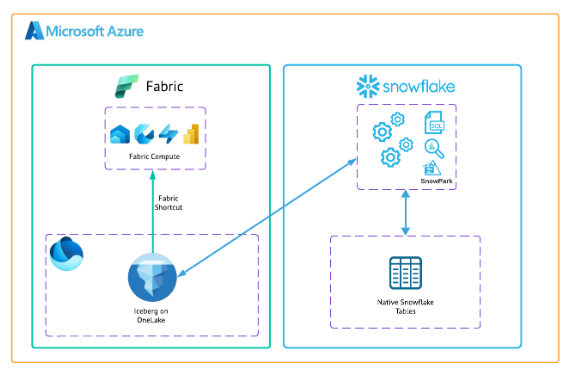 Microsoft Azure
Fabric
snowflake
Fabric Compute
SQL
SnowPark
Fabric
Shortcut
Iceberg on
OneLake
Native Snowflake
Tables